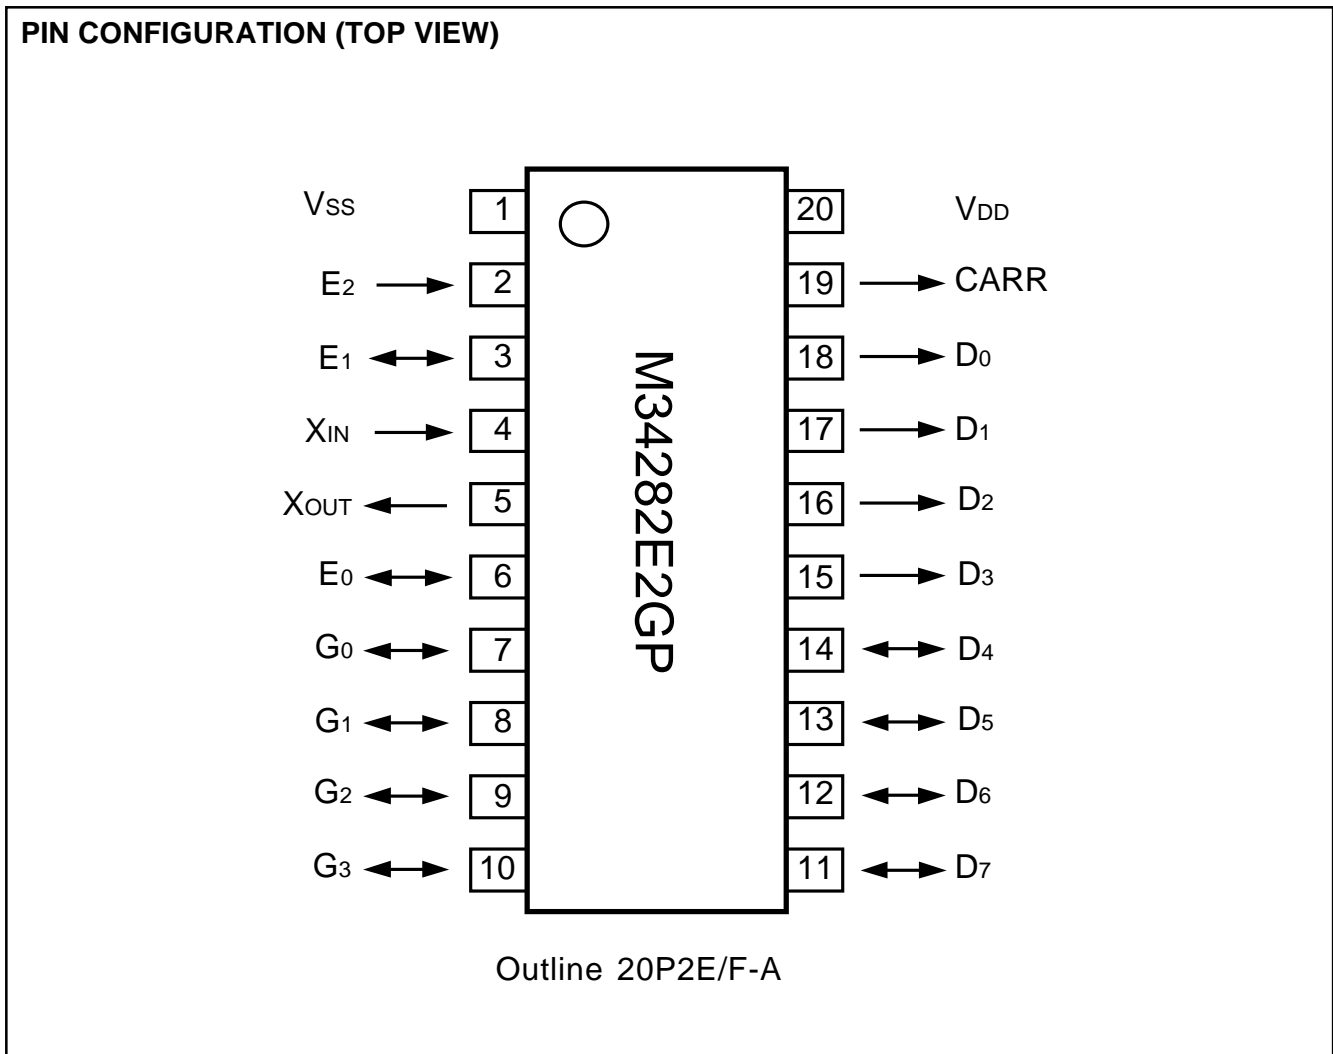 PIN CONFIGURATION (TOP VIEW)
VSS 1 20 VDD
E2 2 19 CARR
E1 3 18 D0
XIN 4 17 D1
XOUT 5 16 D2
E0 6 15 D3
G0 7 14 D4
G1 8 13 D5
G2 9 12 D6
G3 10 11 D7
M34282E2GP
Outline 20P2E/F-A